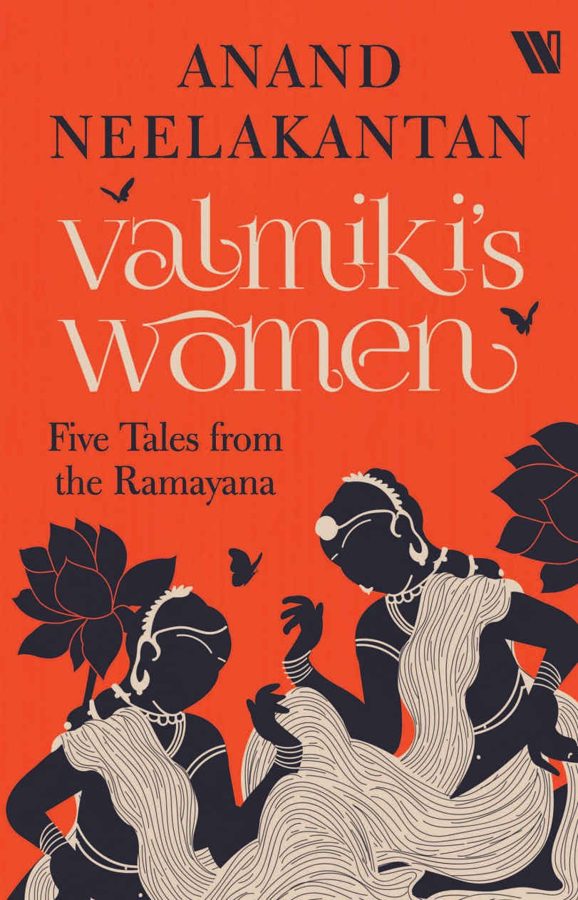 ANAND
NEELAKANTAN
Valmiki's
women
Five Tales from
the Ramayana